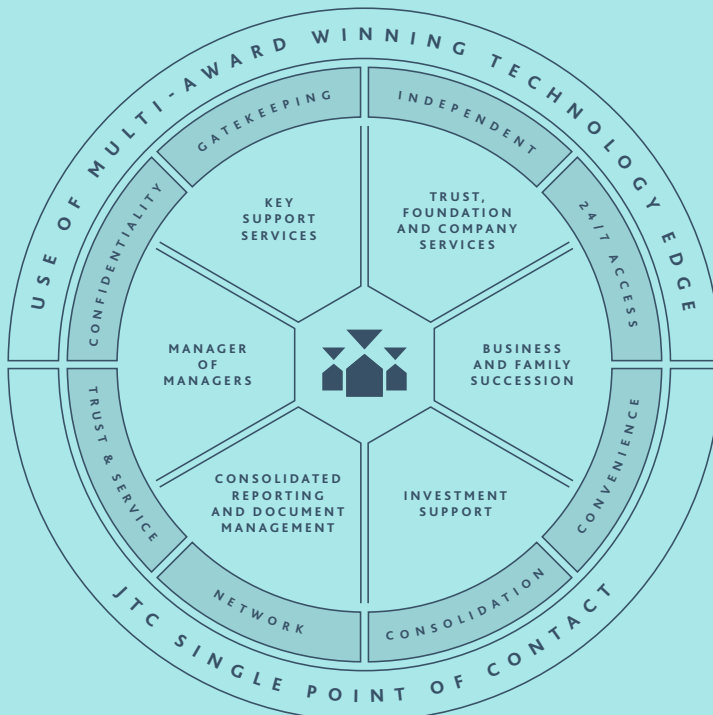 USE OF MULTI-AWARD WINNING TECHNOLOGY EDGE
GATEKEEPING
INDEPENDENT
24/7 ACCESS
CONVENIENCE
CONSOLIDATION
NETWORK
TRUST & SERVICE
CONFIDENTIALITY
KEY
SUPPORT
SERVICES
TRUST,
FOUNDATION
AND COMPANY
SERVICES
MANAGER
OF
MANAGERS
BUSINESS
AND FAMILY
SUCCESSION
CONSOLIDATED
REPORTING
AND DOCUMENT
MANAGEMENT
INVESTMENT
SUPPORT
JTC SINGLE POINT OF CONTACT